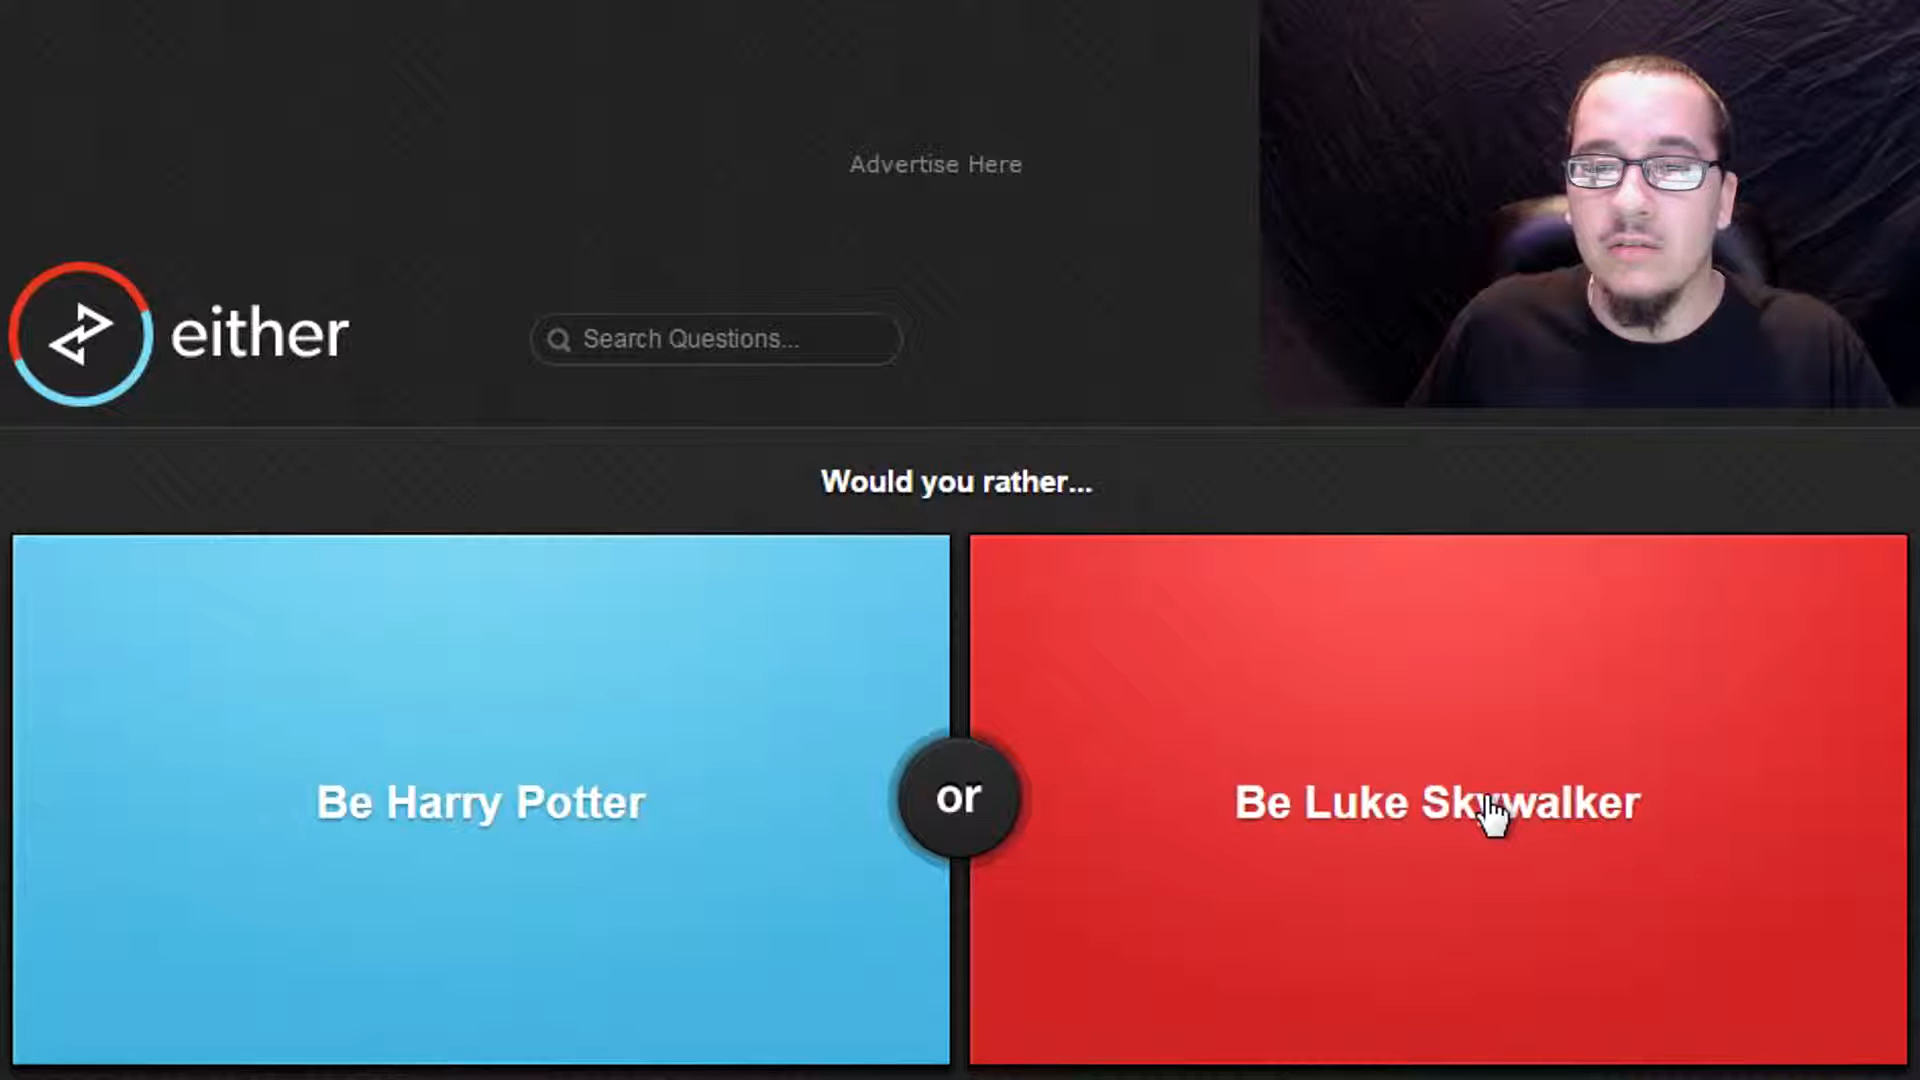 Advertise Here
either
Search Questions...
Would you rather...
Be Harry Potter
or
Be Luke Skywalker